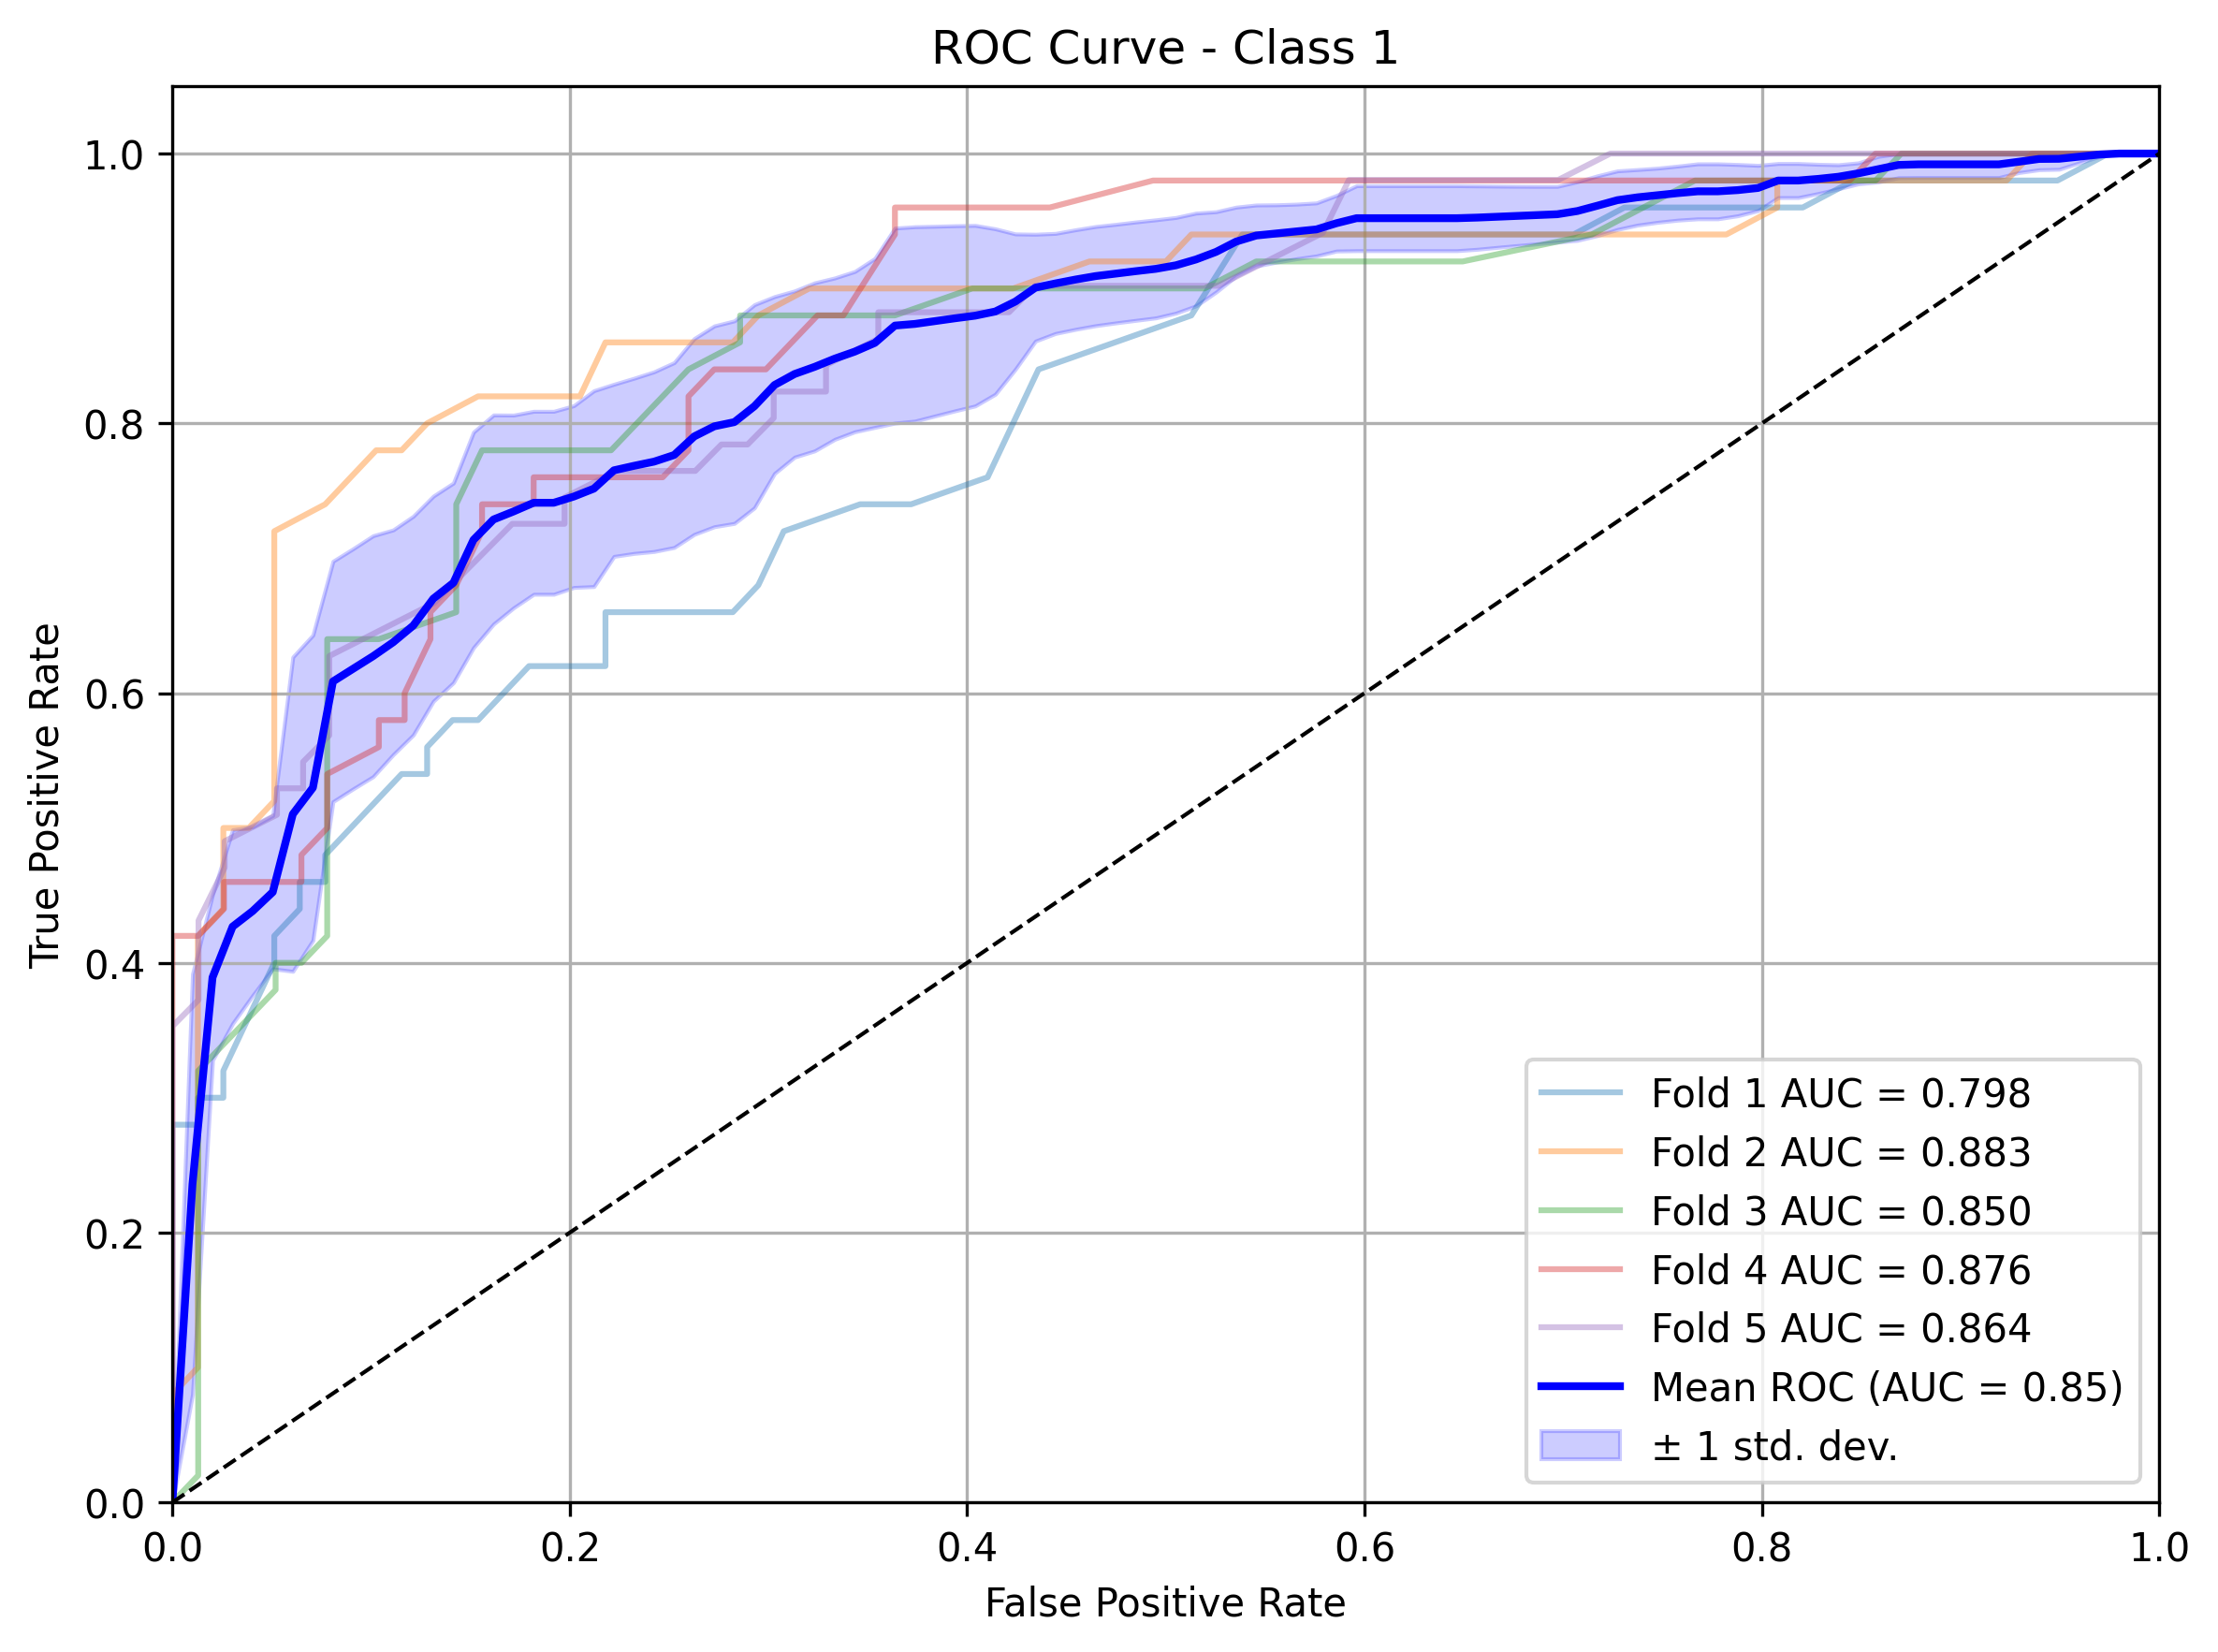 ROC Curve - Class 1
True Positive Rate
1.0
0.8
0.6
0.4
0.2
0.0
0.0 0.2 0.4 0.6 0.8 1.0
False Positive Rate
Fold 1 AUC = 0.798
Fold 2 AUC = 0.883
Fold 3 AUC = 0.850
Fold 4 AUC = 0.876
Fold 5 AUC = 0.864
Mean ROC (AUC = 0.85)
± 1 std. dev.